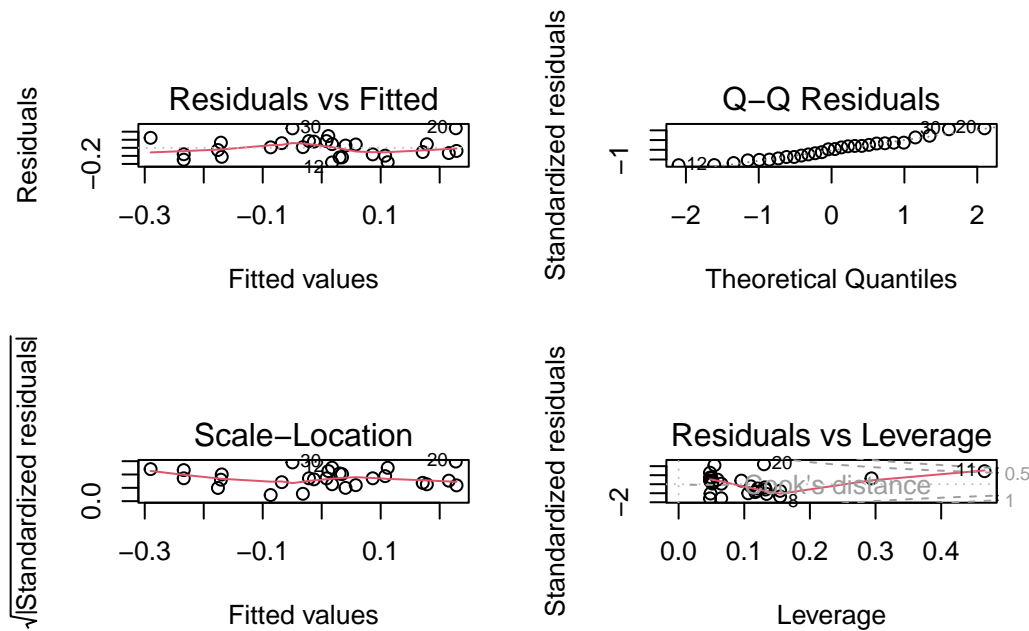 Residuals vs Fitted
Residuals
−0.2
30
20
12
−0.3
−0.1
0.1
Fitted values
Q−Q Residuals
Standardized residuals
−1
12
30
20
−2
−1
0
1
2
Theoretical Quantiles
Scale−Location
√|Standardized residuals|
0.0
30
20
−0.3
−0.1
0.1
Fitted values
Residuals vs Leverage
Standardized residuals
−2
20
11
Cook's distance
8
0.5
1
0.0
0.1
0.2
0.3
0.4
Leverage